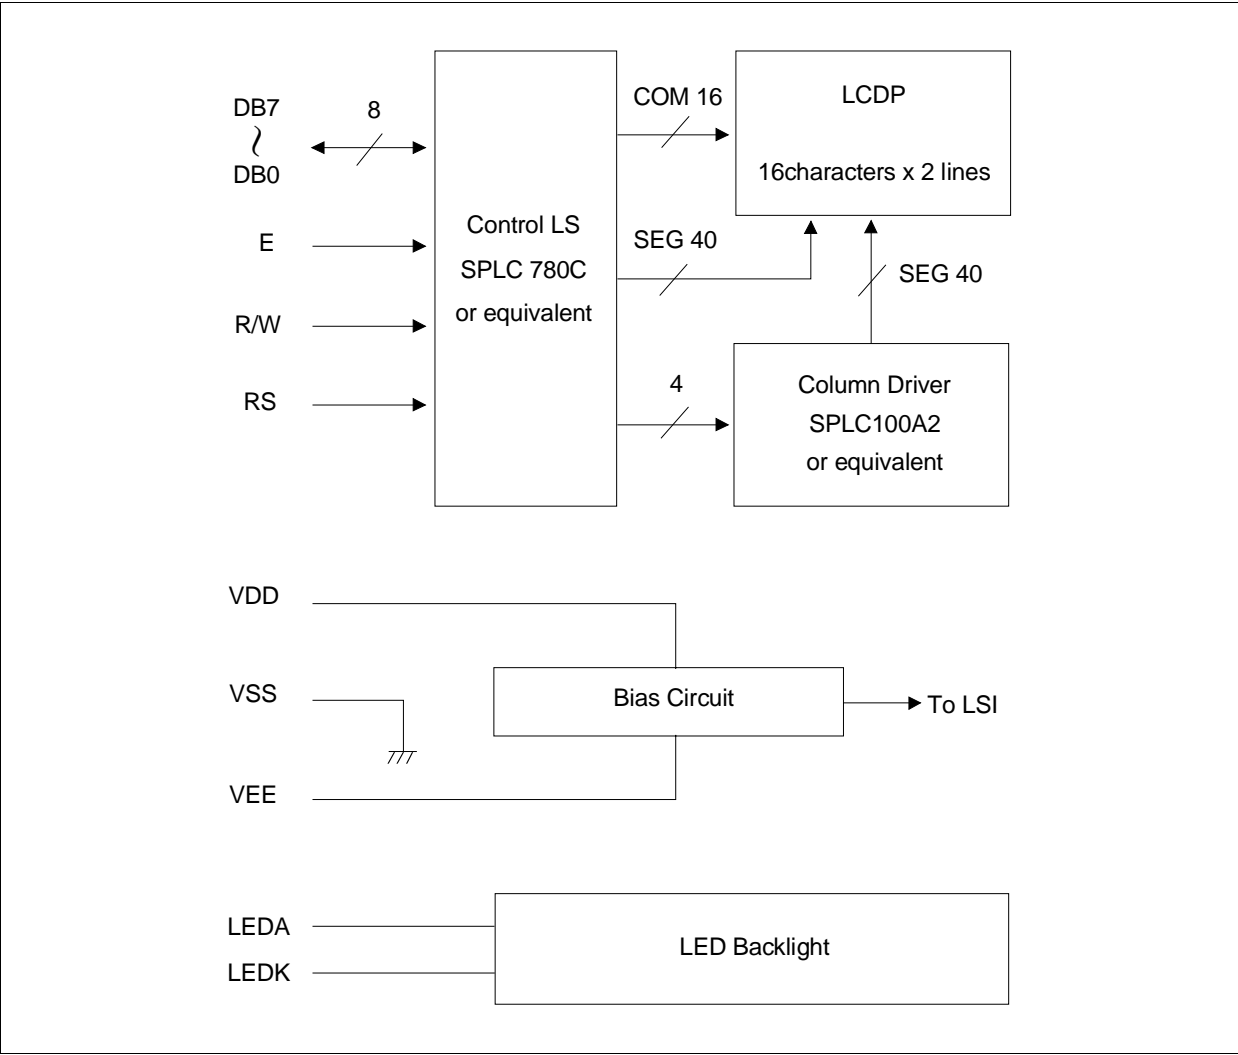 DB7
DB0
8
E
R/W
RS
Control LS
SPLC 780C
or equivalent
COM 16
SEG 40
4
LCDP
16characters x 2 lines
SEG 40
Column Driver
SPLC100A2
or equivalent
VDD
VSS
VEE
Bias Circuit
To LSI
LEDA
LEDK
LED Backlight